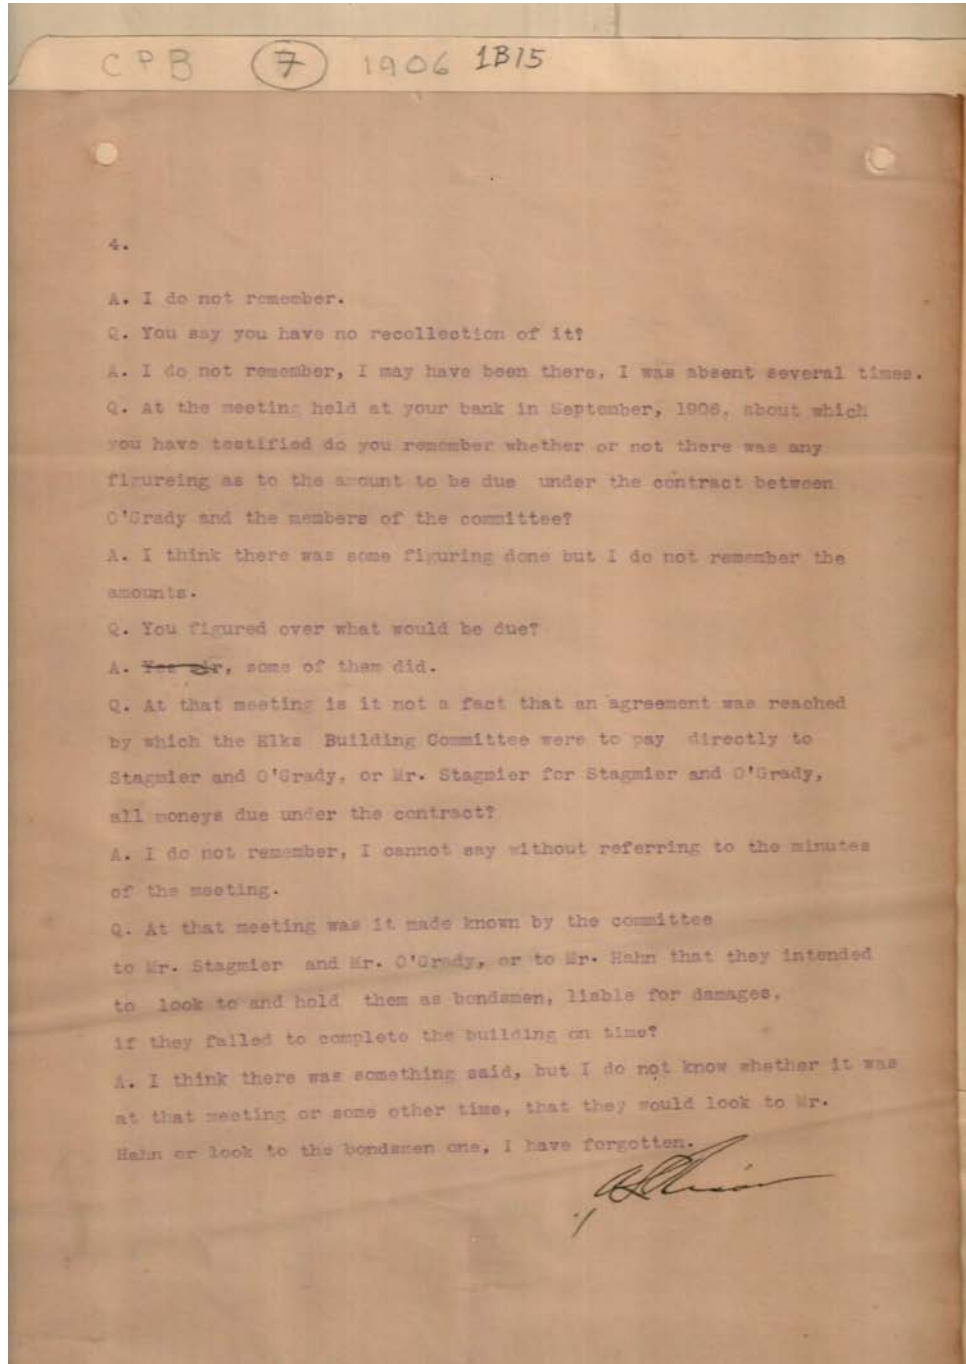 CPB 7 1906 1B15
4.
A. I do not remember.
Q. You say you have no recollection of it?
A. I do not remember, I may have been there, I was absent several times.
Q. At the meeting held at your bank in September, 1906, about which
you have testified do you remember whether or not there was any
figureing as to the amount to be due under the contract between
O'Grady and the members of the committee?
A. I think there was some figuring done but I do not remember the
amounts.
Q. You figured over what would be due?
A. Yes sir, some of them did.
Q. At that meeting is it not a fact that an agreement was reached
by which the Elks Building Committee were to pay directly to
Stagmier and O'Grady, or Mr. Stagmier for Stagmier and O'Grady,
all moneys due under the contract?
A. I do not remember, I cannot say without referring to the minutes
of the meeting.
Q. At that meeting was it made known by the committee
to Mr. Stagmier and Mr. O'Grady, or to Mr. Hahn that they intended
to look to and hold them as bondsmen, liable for damages,
if they failed to complete the building on time?
A. I think there was something said, but I do not know whether it was
at that meeting or some other time, that they would look to Mr.
Hahn or look to the bondsmen one, I have forgotten.